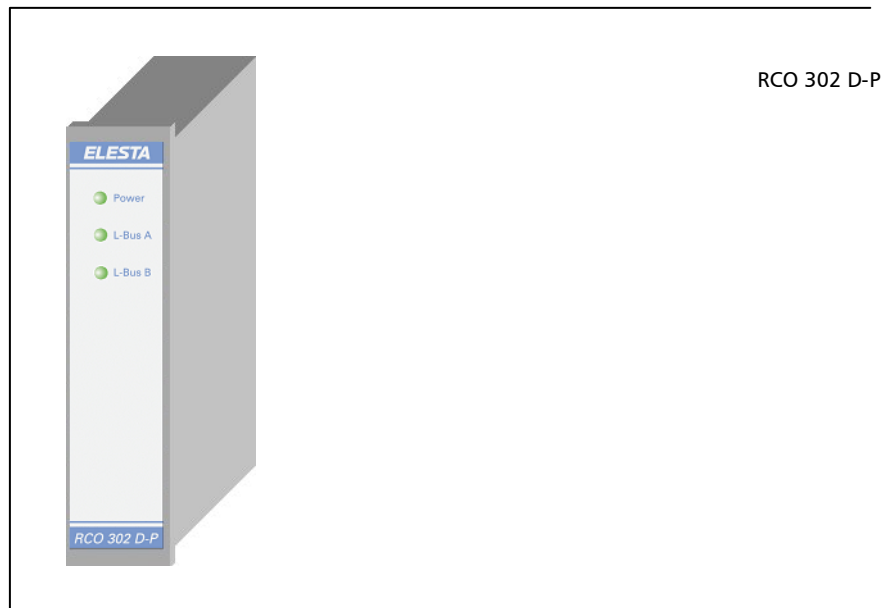 RCO 302 D-P
ELESTA
Power
L-Bus A
L-Bus B
RCO 302 D-P